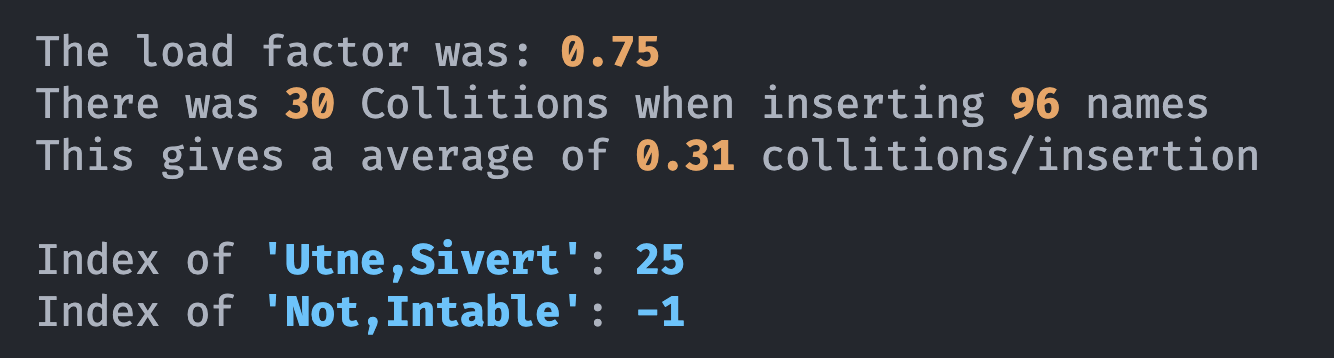 The load factor was: 0.75
There was 30 Collitions when inserting 96 names
This gives a average of 0.31 collitions/insertion
Index of 'Utne,Sivert': 25
Index of 'Not,Intable': -1